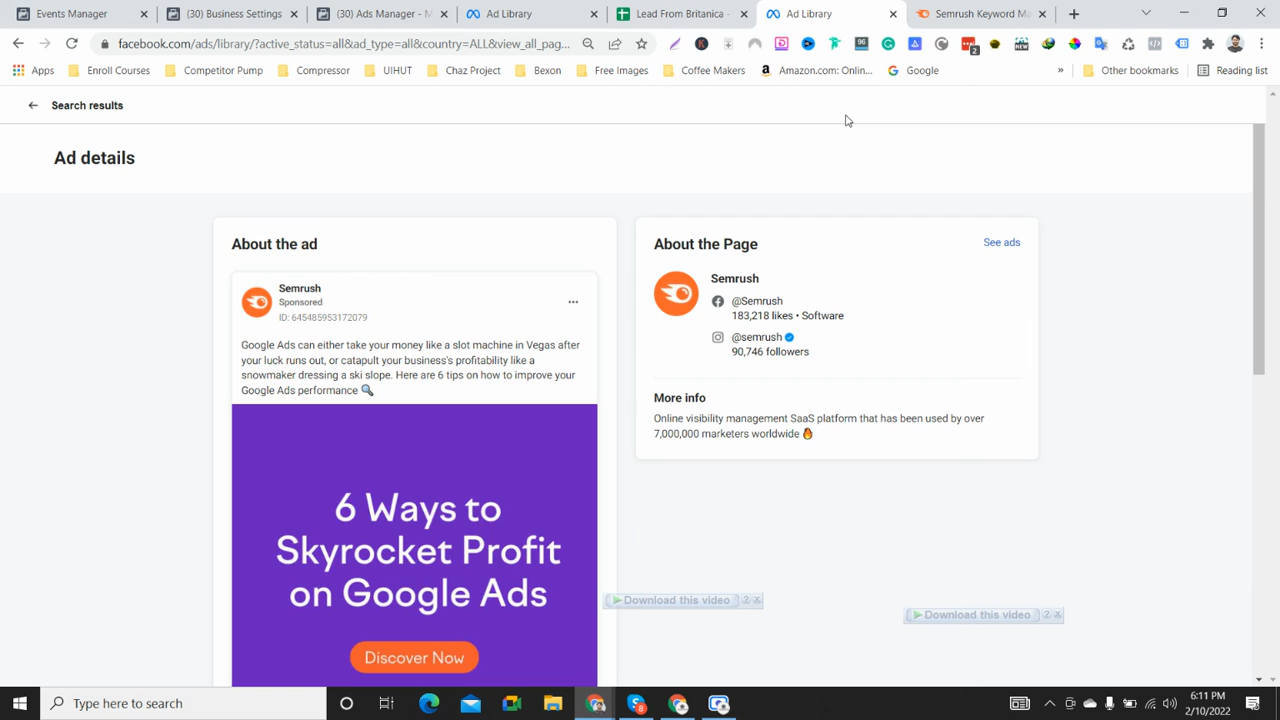 Events Manager
(30) Business Settings
(30) Ads Manager - M
Ad Library
Lead From Britanica -
Ad Library
Semrush Keyword Ma
facebook.com/ads/library/?active_status=all&ad_type=all&country=ALL&view_all_pag...
96
NEW
2
Apps
Enroll Courses
Competitor Pump
Compressor
UIHUT
Chaz Project
Bexon
Free Images
Coffee Makers
Amazon.com: Onlin...
Google
»
Other bookmarks
Reading list
Search results
Ad details
About the ad
Semrush
Sponsored
ID: 645485953172079
Google Ads can either take your money like a slot machine in Vegas after
your luck runs out, or catapult your business's profitability like a
snowmaker dressing a ski slope. Here are 6 tips on how to improve your
Google Ads performance 🔍
6 Ways to
Skyrocket Profit
on Google Ads
Discover Now
About the Page
See ads
Semrush
@Semrush
183,218 likes • Software
@semrush
90,746 followers
More info
Online visibility management SaaS platform that has been used by over
7,000,000 marketers worldwide 🔥
Download this video ? X
Download this video ? X
Type here to search
8
6:11 PM
2/10/2022